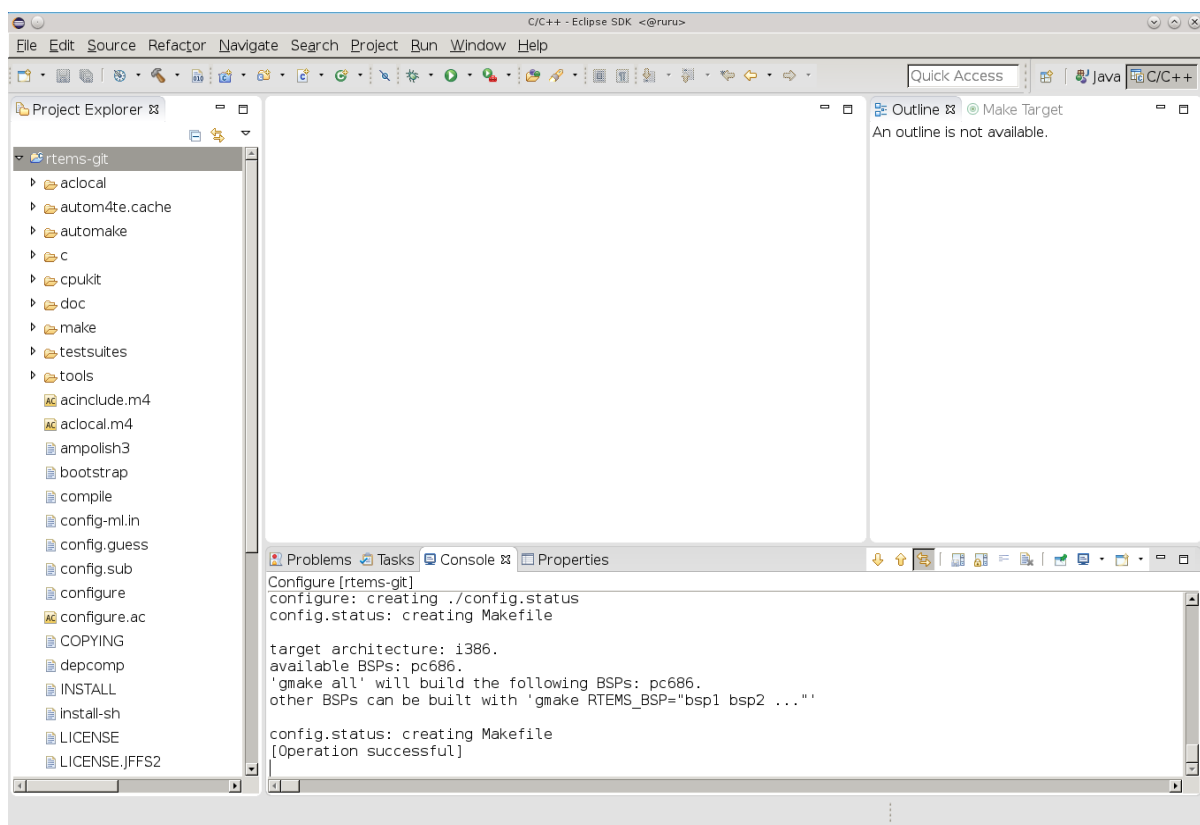 C/C++ - Eclipse SDK <@ruru>
File Edit Source Refactor Navigate Search Project Run Window Help
Quick Access Java C/C++
Project Explorer
rtems-git
aclocal
autom4te.cache
automake
c
cpukit
doc
make
testsuites
tools
acinclude.m4
aclocal.m4
ampolish3
bootstrap
compile
config-ml.in
config.guess
config.sub
configure
configure.ac
COPYING
depcomp
INSTALL
install-sh
LICENSE
LICENSE.JFFS2
Outline Make Target
An outline is not available.
Problems Tasks Console Properties
Configure [rtems-git]
configure: creating ./config.status
config.status: creating Makefile
target architecture: i386.
available BSPs: pc686.
'gmake all' will build the following BSPs: pc686.
other BSPs can be built with 'gmake RTEMS_BSP="bsp1 bsp2 ..."'
config.status: creating Makefile
[Operation successful]